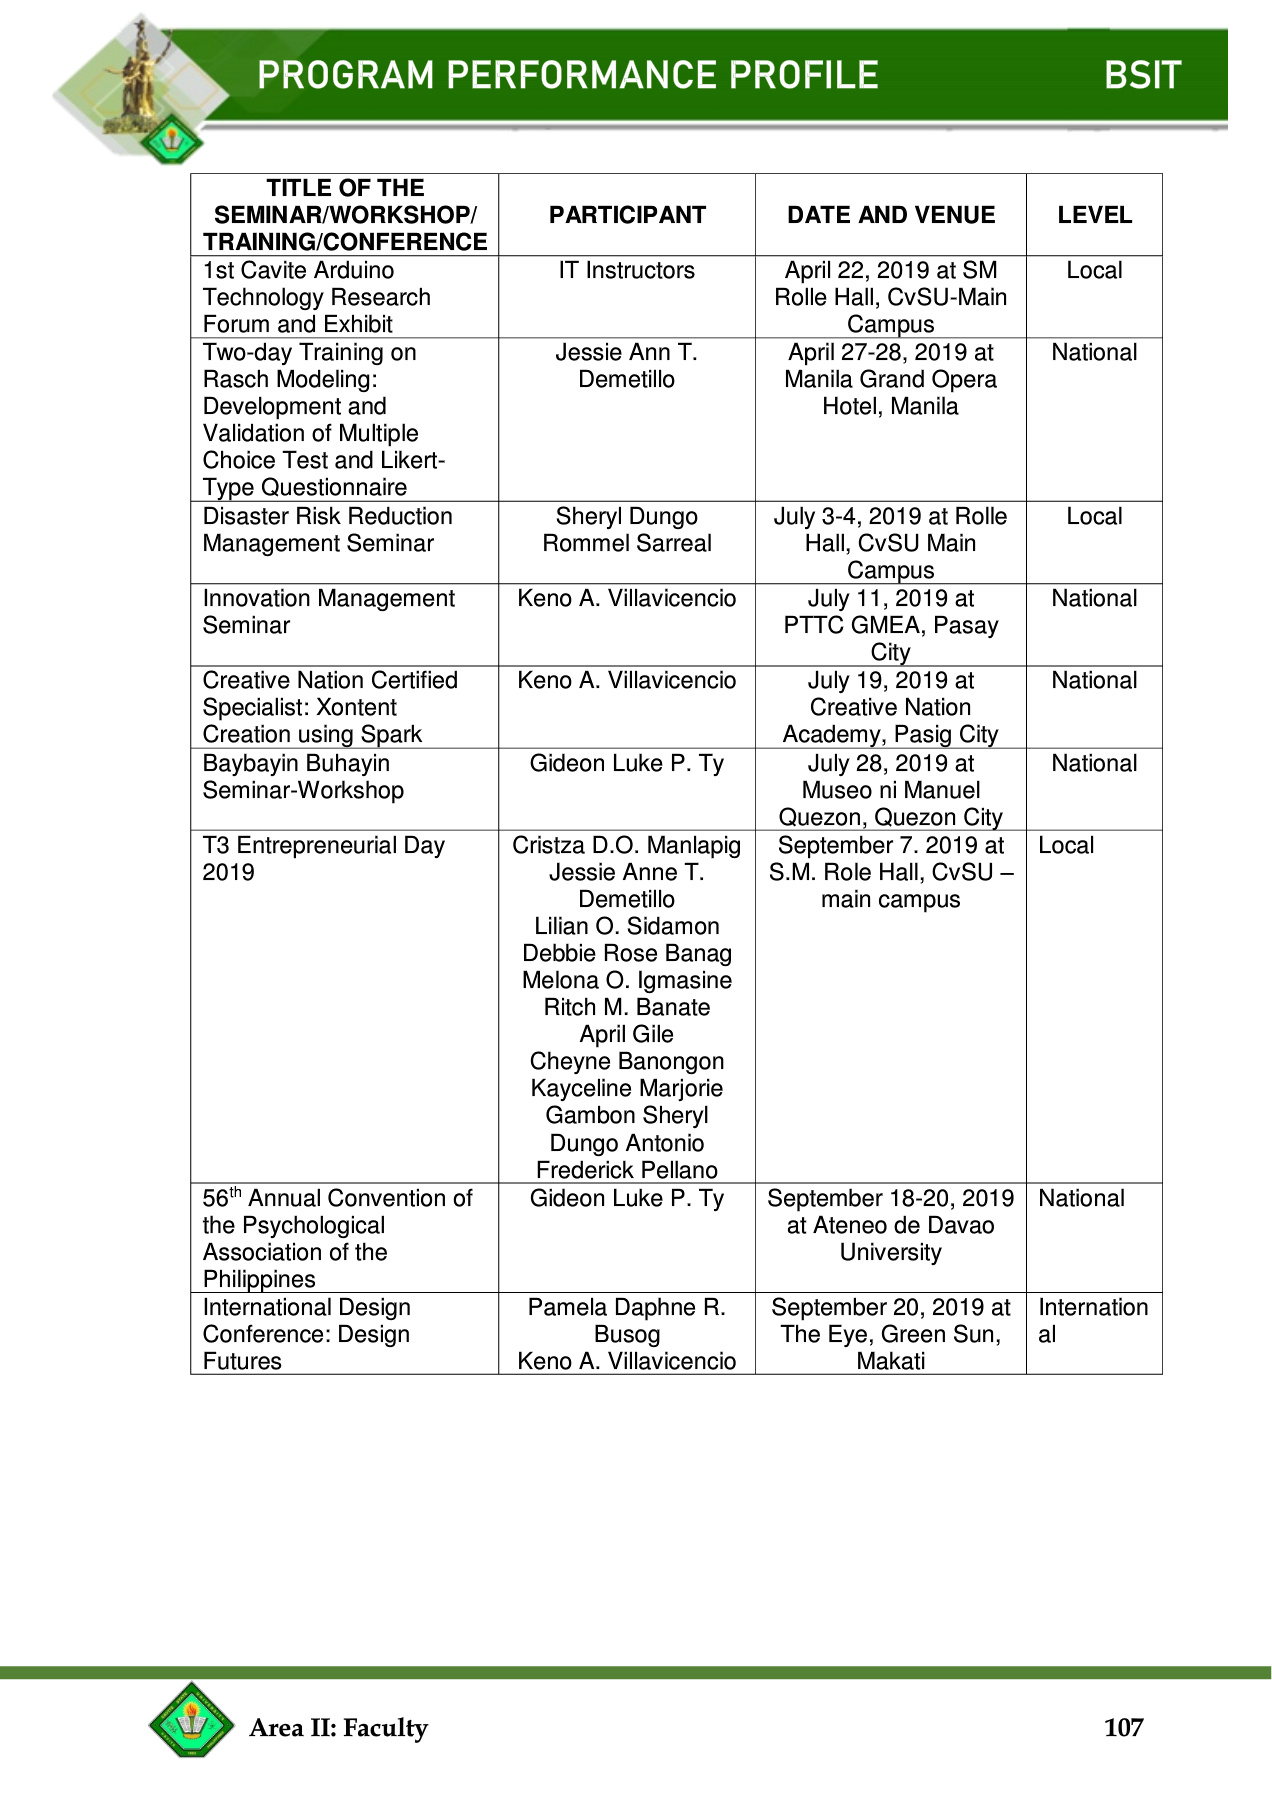 PROGRAM PERFORMANCE PROFILE BSIT
TITLE OF THE
SEMINAR/WORKSHOP/
TRAINING/CONFERENCE
PARTICIPANT
DATE AND VENUE
LEVEL
1st Cavite Arduino
Technology Research
Forum and Exhibit
IT Instructors
April 22, 2019 at SM
Rolle Hall, CvSU-Main
Campus
Local
Two-day Training on
Rasch Modeling:
Development and
Validation of Multiple
Choice Test and Likert-
Type Questionnaire
Jessie Ann T.
Demetillo
April 27-28, 2019 at
Manila Grand Opera
Hotel, Manila
National
Disaster Risk Reduction
Management Seminar
Sheryl Dungo
Rommel Sarreal
July 3-4, 2019 at Rolle
Hall, CvSU Main
Campus
Local
Innovation Management
Seminar
Keno A. Villavicencio
July 11, 2019 at
PTTC GMEA, Pasay
City
National
Creative Nation Certified
Specialist: Xontent
Creation using Spark
Keno A. Villavicencio
July 19, 2019 at
Creative Nation
Academy, Pasig City
National
Baybayin Buhayin
Seminar-Workshop
Gideon Luke P. Ty
July 28, 2019 at
Museo ni Manuel
Quezon, Quezon City
National
T3 Entrepreneurial Day
2019
Cristza D.O. Manlapig
Jessie Anne T.
Demetillo
Lilian O. Sidamon
Debbie Rose Banag
Melona O. Igmasine
Ritch M. Banate
April Gile
Cheyne Banongon
Kayceline Marjorie
Gambon Sheryl
Dungo Antonio
Frederick Pellano
September 7. 2019 at
S.M. Role Hall, CvSU –
main campus
Local
56th Annual Convention of
the Psychological
Association of the
Philippines
Gideon Luke P. Ty
September 18-20, 2019
at Ateneo de Davao
University
National
International Design
Conference: Design
Futures
Pamela Daphne R.
Busog
Keno A. Villavicencio
September 20, 2019 at
The Eye, Green Sun,
Makati
Internation
al
Area II: Faculty 107